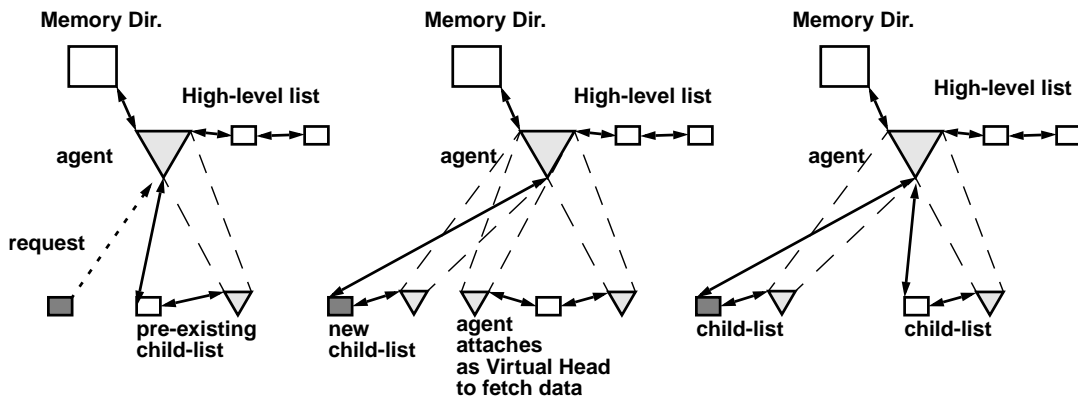 Memory Dir.
High-level list
agent
request
pre-existing
child-list
Memory Dir.
High-level list
agent
new
child-list
agent
attaches
as Virtual Head
to fetch data
Memory Dir.
High-level list
agent
child-list
child-list